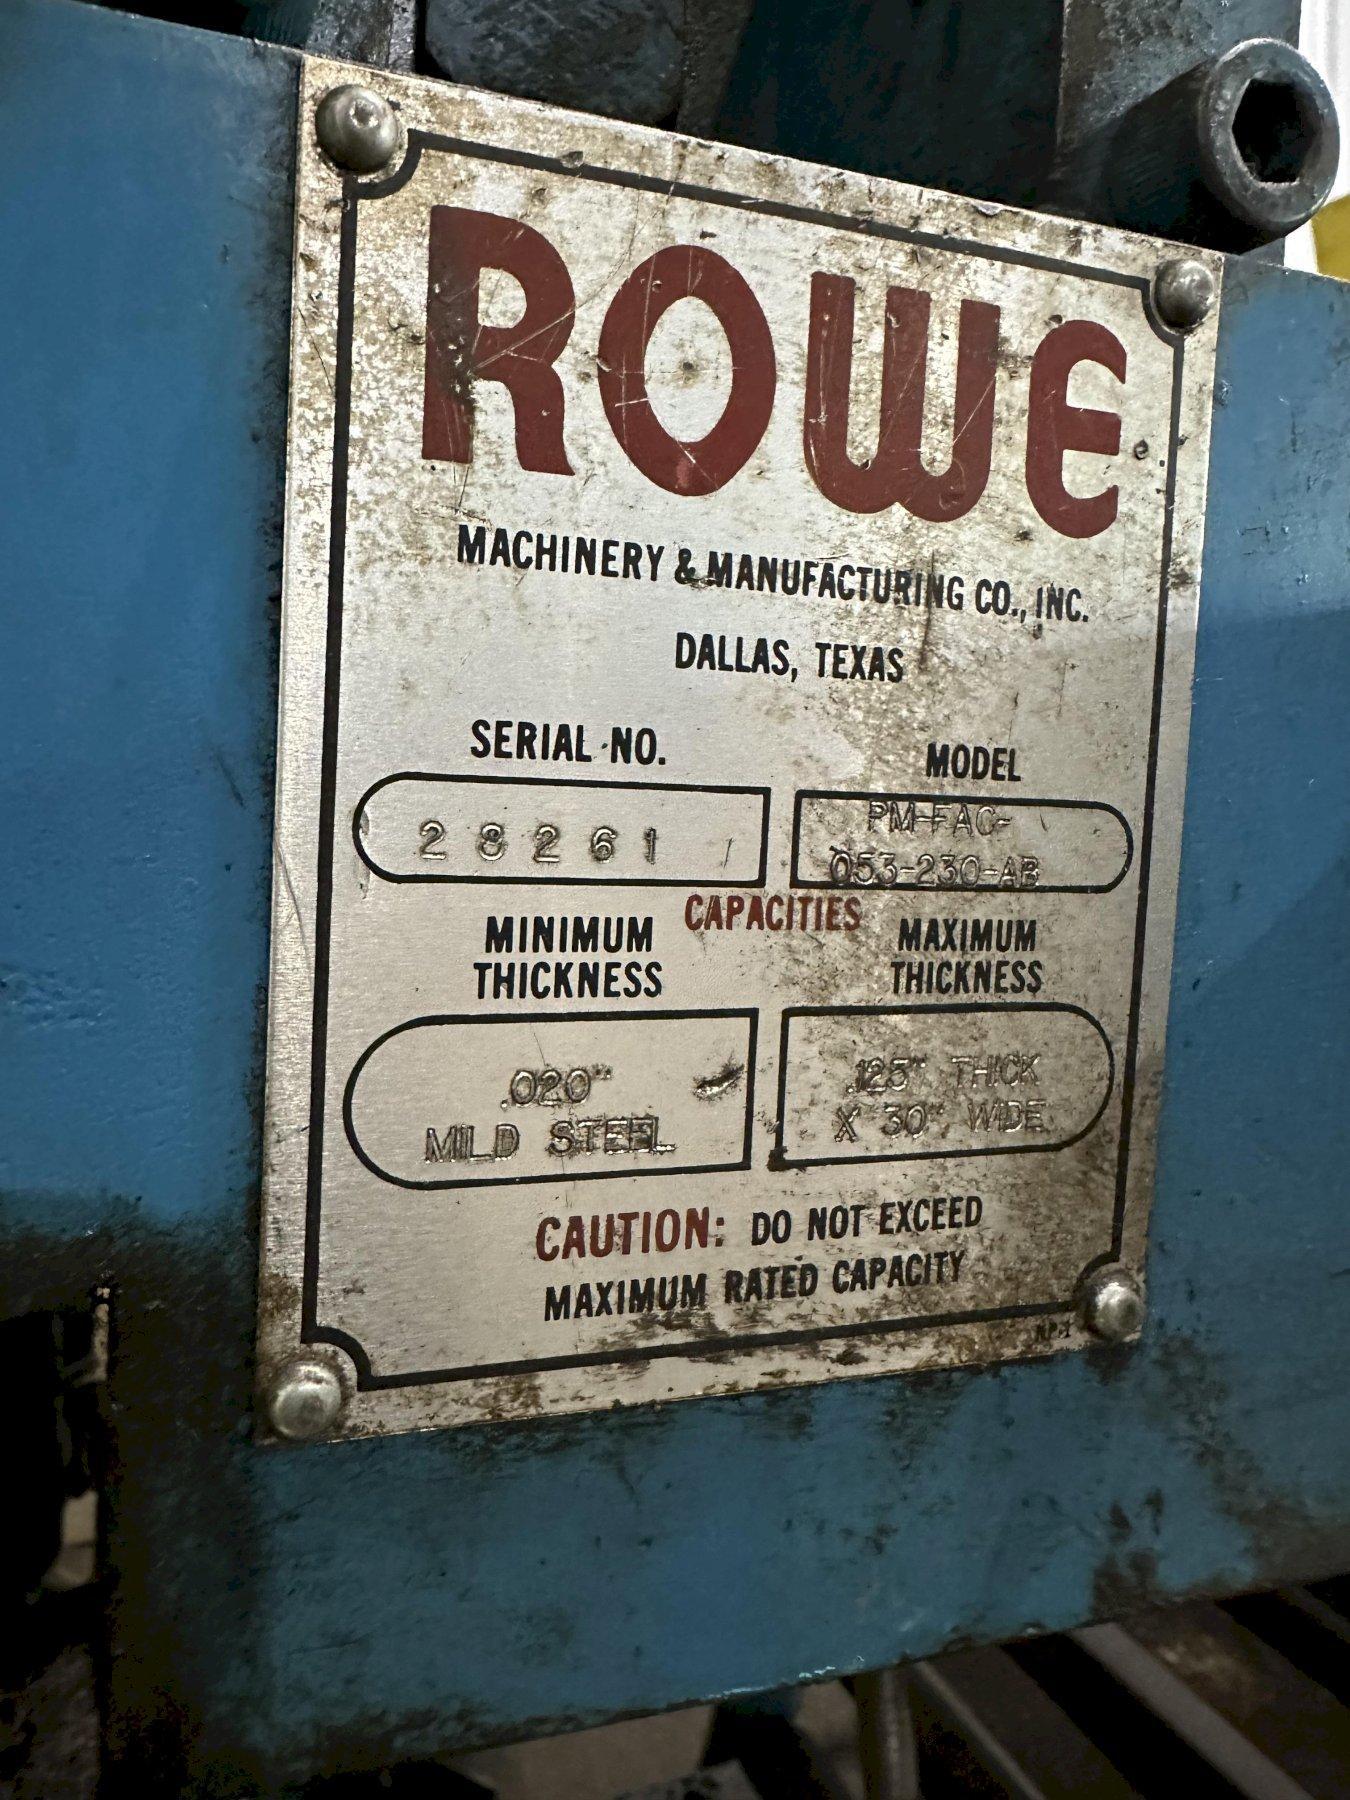 ROWE
MACHINERY & MANUFACTURING CO., INC.
DALLAS, TEXAS
SERIAL NO.
MODEL
28261
PM-FAC-
053-230-AB
CAPACITIES
MINIMUM
THICKNESS
MAXIMUM
THICKNESS
.020"
MILD STEEL
.125" THICK
X 30" WIDE
CAUTION: DO NOT EXCEED
MAXIMUM RATED CAPACITY